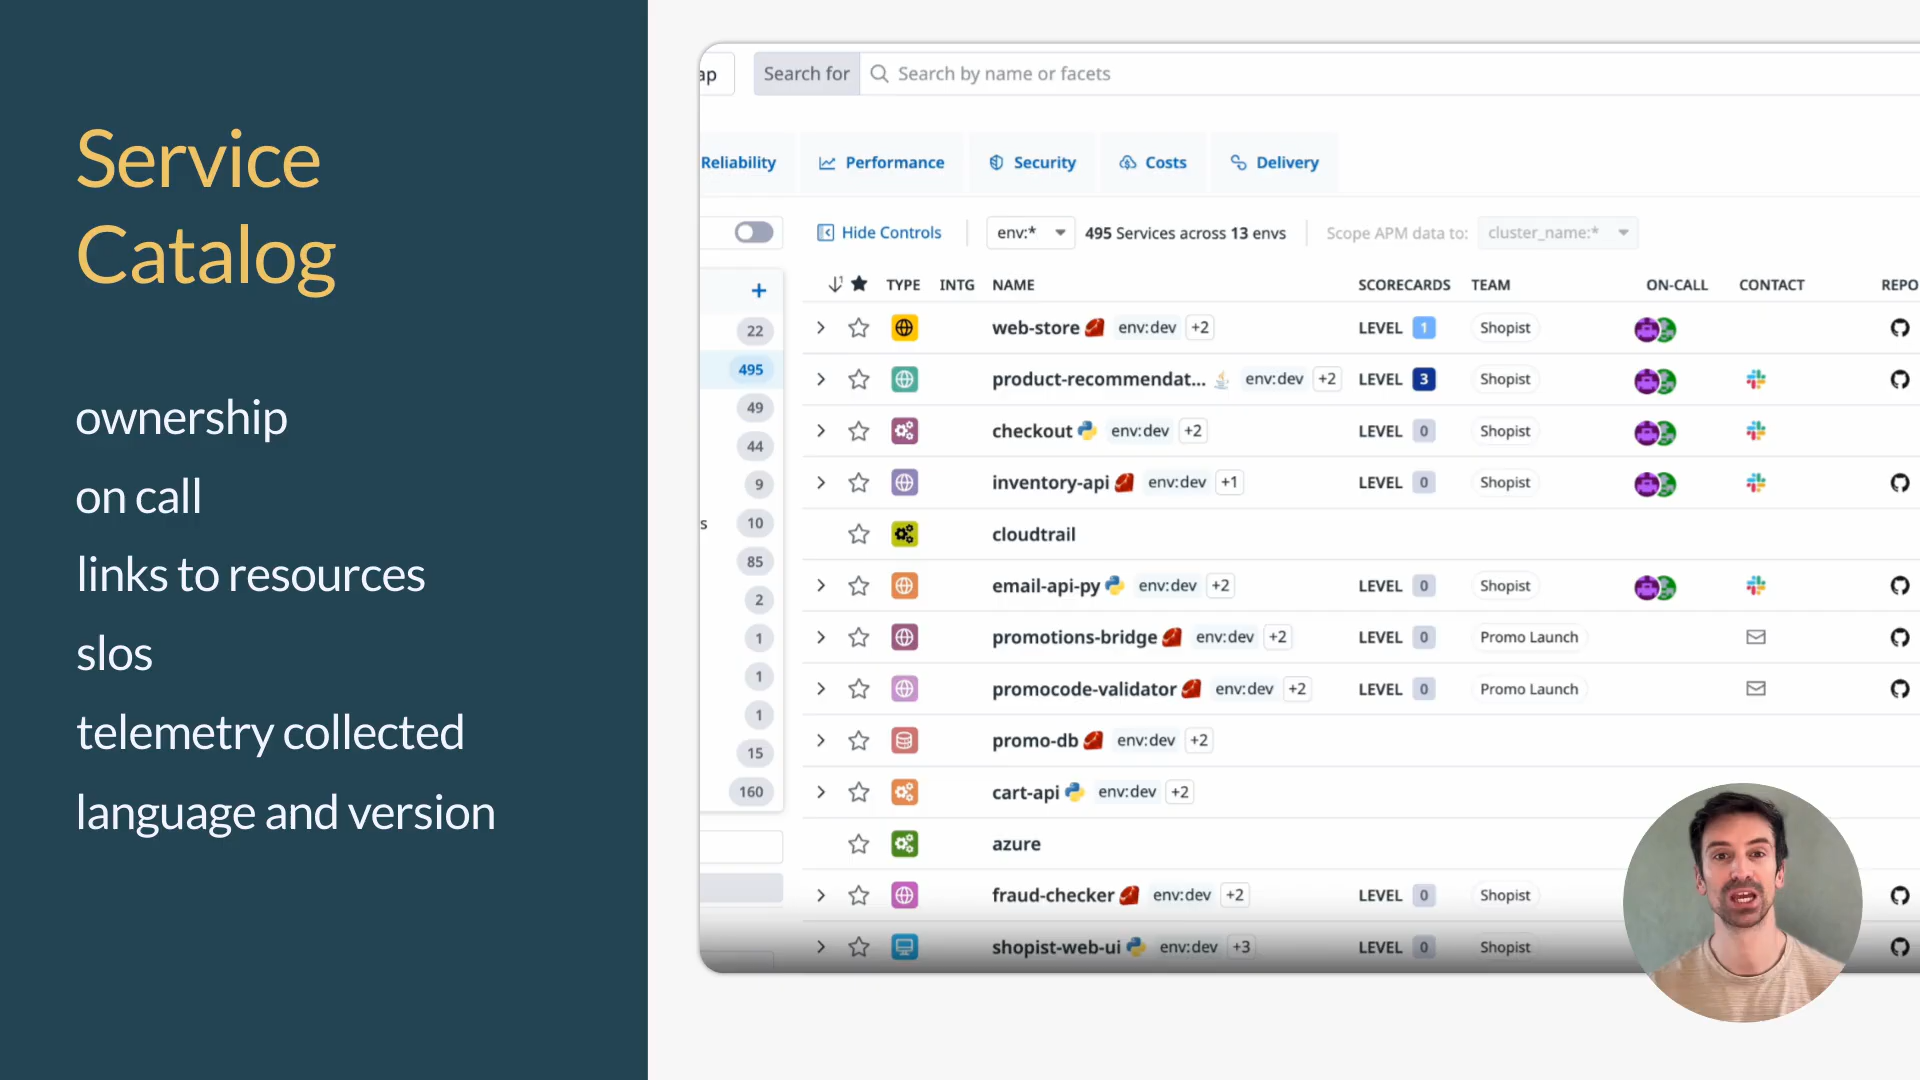 Service
Catalog
ownership
on call
links to resources
slos
telemetry collected
language and version
ap
Search for Search by name or facets
Reliability Performance Security Costs Delivery
Hide Controls env:* 495 Services across 13 envs Scope APM data to: cluster_name:*
+
22
495
49
44
9
s 10
85
2
1
1
1
15
160
TYPE INTG NAME SCORECARDS TEAM ON-CALL CONTACT REPO
web-store env:dev +2 LEVEL 1 Shopist
product-recommendat... env:dev +2 LEVEL 3 Shopist
checkout env:dev +2 LEVEL 0 Shopist
inventory-api env:dev +1 LEVEL 0 Shopist
cloudtrail
email-api-py env:dev +2 LEVEL 0 Shopist
promotions-bridge env:dev +2 LEVEL 0 Promo Launch
promocode-validator env:dev +2 LEVEL 0 Promo Launch
promo-db env:dev +2
cart-api env:dev +2
azure
fraud-checker env:dev +2 LEVEL 0 Shopist
shopist-web-ui env:dev +3 LEVEL 0 Shopist